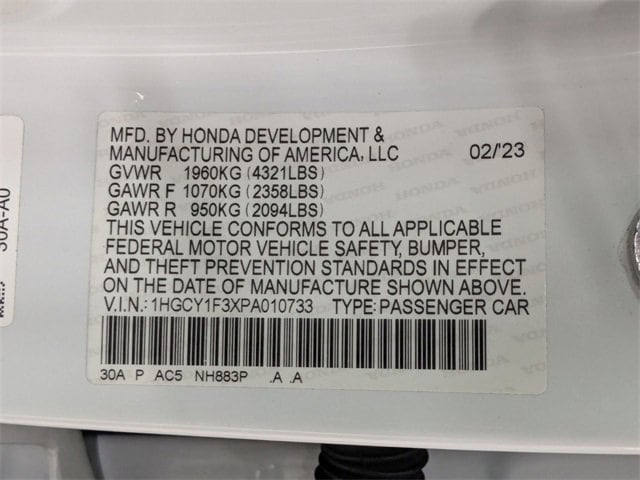 MFD. BY HONDA DEVELOPMENT &
MANUFACTURING OF AMERICA, LLC 02/'23
GVWR 1960KG (4321LBS)
GAWR F 1070KG (2358LBS)
GAWR R 950KG (2094LBS)
THIS VEHICLE CONFORMS TO ALL APPLICABLE
FEDERAL MOTOR VEHICLE SAFETY, BUMPER,
AND THEFT PREVENTION STANDARDS IN EFFECT
ON THE DATE OF MANUFACTURE SHOWN ABOVE.
V.I.N.: 1HGCY1F3XPA010733 TYPE: PASSENGER CAR
30A P AC5 NH883P .A .A
30A-A0